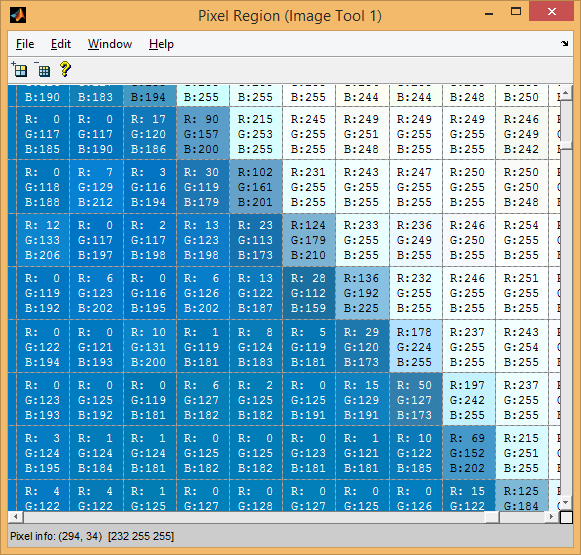 Pixel Region (Image Tool 1)
File Edit Window Help
B:190 B:183 B:194 B:255 B:255 B:255 B:244 B:244 B:248 B:250
R: 0 R: 0 R: 17 R: 90 R:215 R:245 R:249 R:249 R:249 R:246
G:117 G:117 G:120 G:157 G:253 G:255 G:251 G:255 G:255 G:249
B:185 B:190 B:186 B:200 B:255 B:255 B:248 B:255 B:255 B:242
R: 0 R: 7 R: 3 R: 30 R:102 R:231 R:243 R:247 R:250 R:250
G:118 G:129 G:116 G:119 G:161 G:255 G:255 G:255 G:255 G:255
B:188 B:212 B:194 B:179 B:201 B:255 B:255 B:255 B:255 B:248
R: 12 R: 0 R: 2 R: 13 R: 23 R:124 R:233 R:236 R:246 R:254
G:133 G:117 G:117 G:123 G:113 G:179 G:255 G:249 G:250 G:255
B:206 B:197 B:198 B:198 B:173 B:210 B:255 B:255 B:255 B:255
R: 0 R: 6 R: 0 R: 6 R: 13 R: 28 R:136 R:232 R:246 R:251
G:119 G:123 G:116 G:126 G:122 G:112 G:192 G:255 G:255 G:255
B:192 B:202 B:195 B:202 B:187 B:159 B:225 B:255 B:255 B:255
R: 0 R: 0 R: 10 R: 1 R: 8 R: 5 R: 29 R:178 R:237 R:243
G:122 G:121 G:131 G:119 G:124 G:119 G:120 G:224 G:255 G:254
B:194 B:193 B:200 B:181 B:183 B:181 B:173 B:255 B:255 B:255
R: 0 R: 0 R: 0 R: 6 R: 2 R: 0 R: 15 R: 50 R:197 R:237
G:123 G:125 G:119 G:127 G:125 G:125 G:129 G:127 G:242 G:255
B:193 B:192 B:181 B:182 B:182 B:191 B:191 B:173 B:255 B:255
R: 3 R: 1 R: 1 R: 0 R: 0 R: 0 R: 1 R: 10 R: 69 R:215
G:124 G:124 G:124 G:125 G:125 G:123 G:121 G:122 G:152 G:251
B:195 B:184 B:181 B:182 B:182 B:181 B:181 B:185 B:202 B:255
R: 4 R: 4 R: 1 R: 0 R: 0 R: 0 R: 0 R: 0 R: 15 R:125
G:122 G:122 G:125 G:127 G:127 G:125 G:125 G:126 G:122 G:184
Pixel info: (294, 34) [232 255 255]